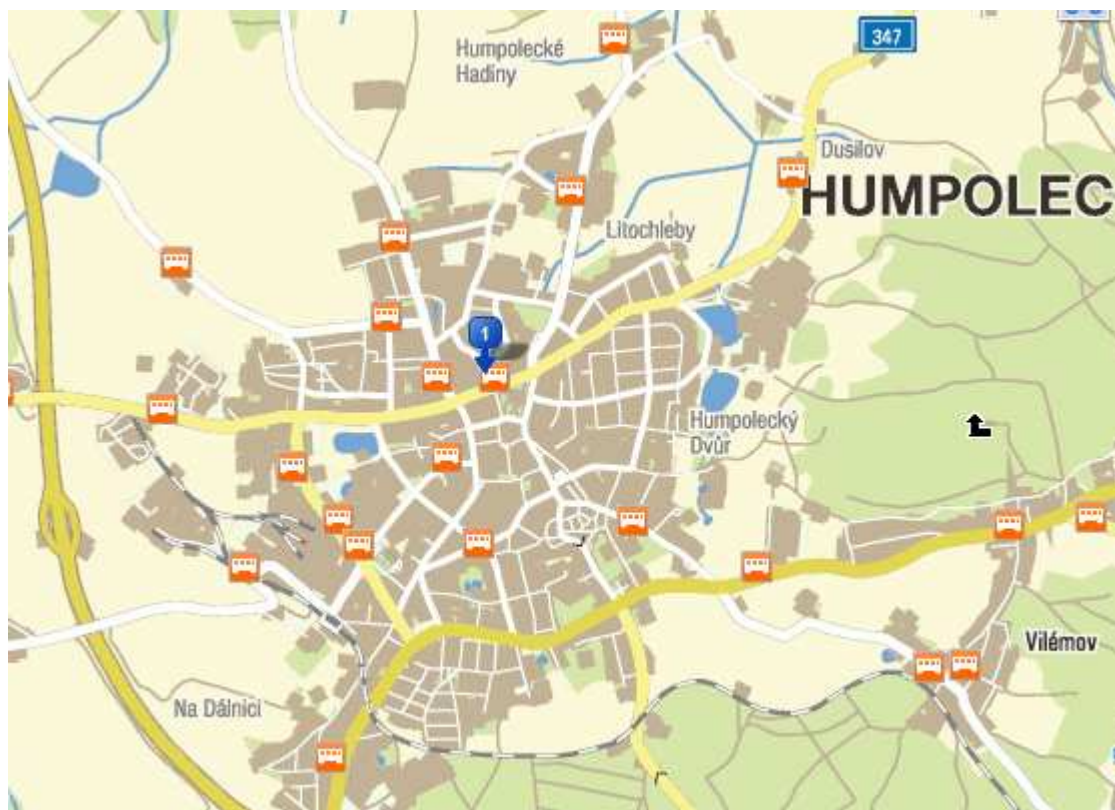 Humpolecké
Hadiny
347
Dusilov
HUMPOLEC
Litochleby
1
Humpolecký
Dvůr
Vilémov
Na Dálnici